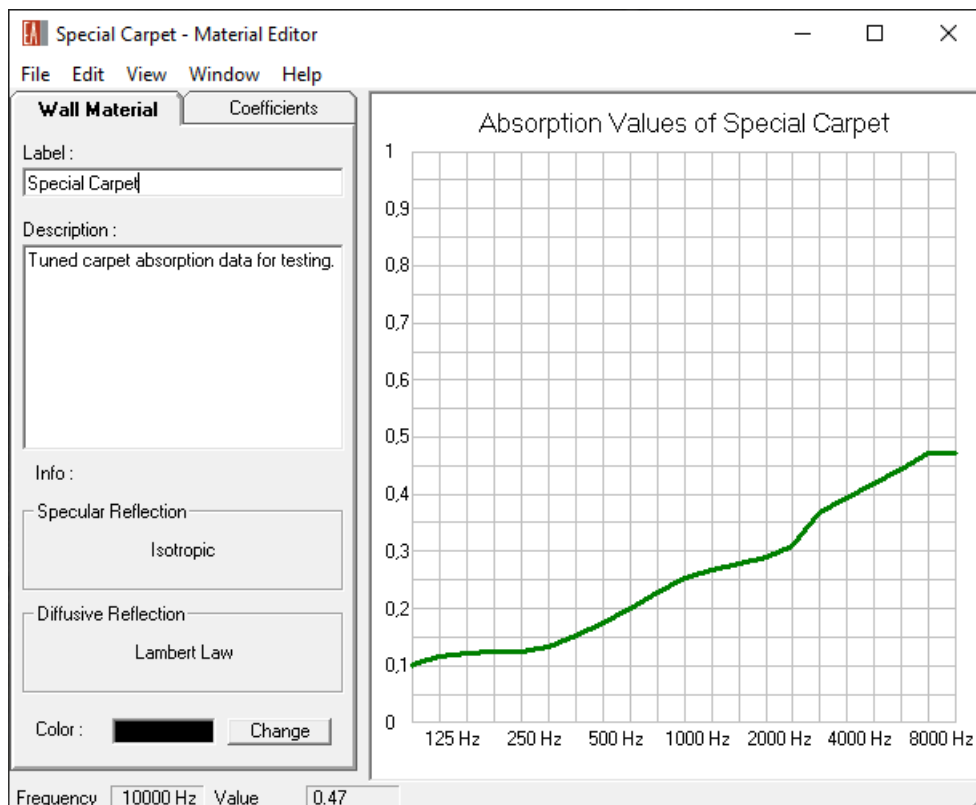 EA Special Carpet - Material Editor
File Edit View Window Help
Wall Material Coefficients
Label :
Special Carpet
Description :
Tuned carpet absorption data for testing.
Info :
Specular Reflection
Isotropic
Diffusive Reflection
Lambert Law
Color : Change
Absorption Values of Special Carpet
1
0,9
0,8
0,7
0,6
0,5
0,4
0,3
0,2
0,1
0
125 Hz 250 Hz 500 Hz 1000 Hz 2000 Hz 4000 Hz 8000 Hz
Frequency 10000 Hz Value 0.47